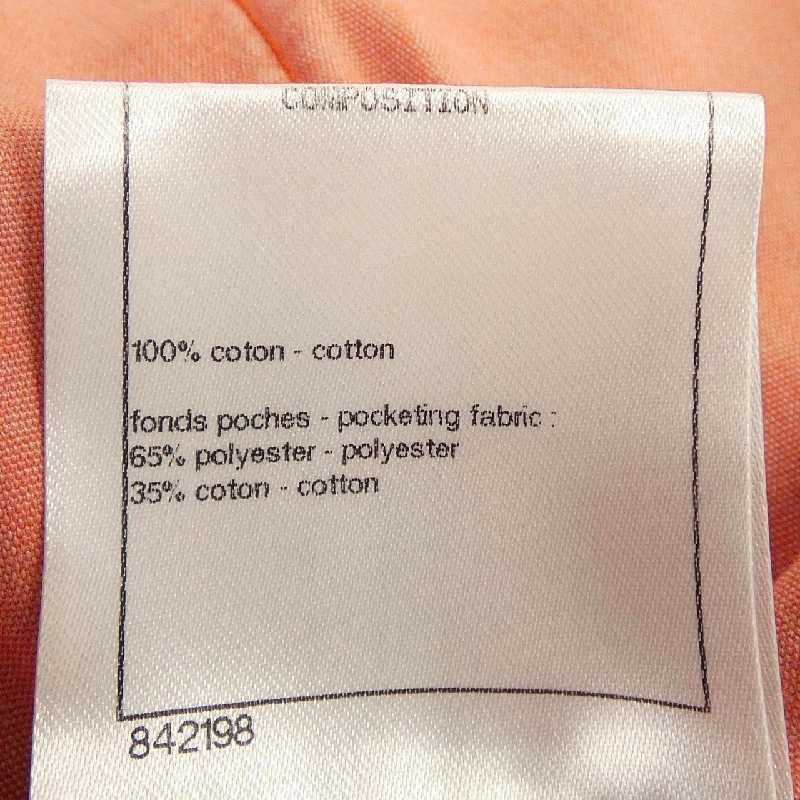 COMPOSITION
100% coton - cotton
fonds poches - pocketing fabric :
65% polyester - polyester
35% coton - cotton
842198